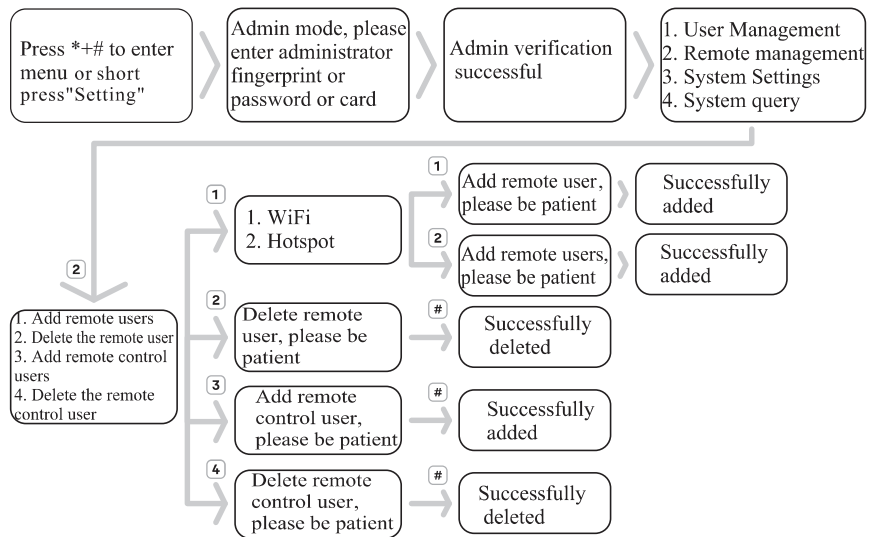 Press *+# to enter
menu or short
press"Setting"
Admin mode, please
enter administrator
fingerprint or
password or card
Admin verification
successful
1. User Management
2. Remote management
3. System Settings
4. System query
2
1. Add remote users
2. Delete the remote user
3. Add remote control
users
4. Delete the remote
control user
1
1. WiFi
2. Hotspot
1
Add remote user,
please be patient
Successfully
added
2
Add remote users,
please be patient
Successfully
added
2
Delete remote
user, please be
patient
#
Successfully
deleted
3
Add remote
control user,
please be patient
#
Successfully
added
4
Delete remote
control user,
please be patient
#
Successfully
deleted